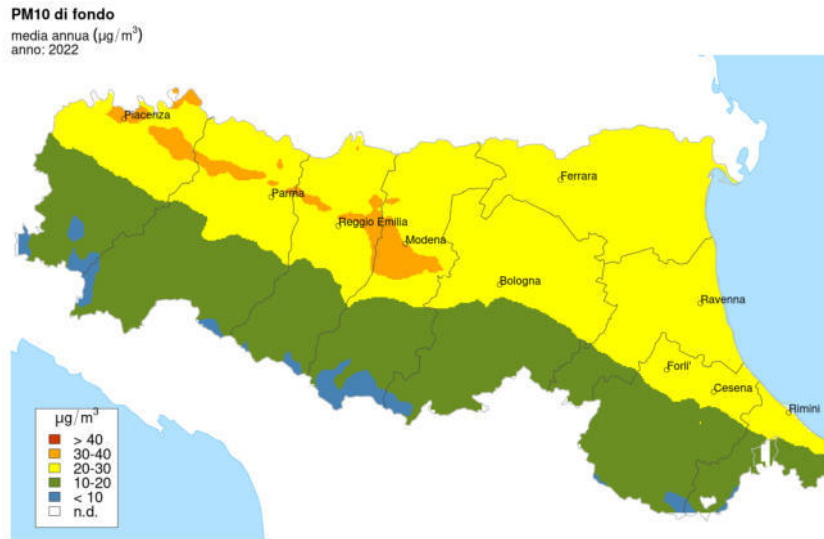 PM10 di fondo
media annua (µg/m³)
anno: 2022
Piacenza
Parma
Reggio Emilia
Modena
Ferrara
Bologna
Ravenna
Forli'
Cesena
Rimini
µg/m³
> 40
30-40
20-30
10-20
< 10
n.d.